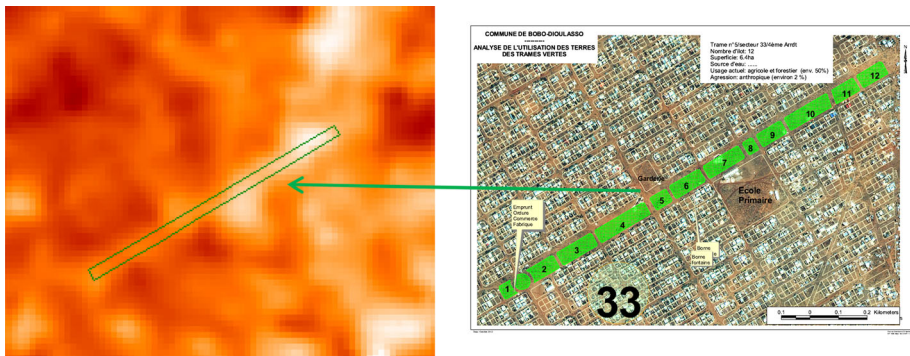 COMMUNE DE BOBO-DIOULASSO
ANALYSE DE L'UTILISATION DES TERRES
DES TRAMES VERTES
Trame n°5/secteur 33/4ème Arrdt
Nombre d'îlot: 12
Superficie: 6.4ha
Source d'eau: ......
Usage actuel: agricole et forestier (env. 50%)
Agression: anthropique (environ 2 %)
12
11
10
9
8
7
Garderie
6
Ecole
Primaire
5
Emprunt
Ordure
Commerce
Fabrique
4
3
Borne
Borne
fontaine
2
1
33
0.1 0 0.1 0.2 Kilometers